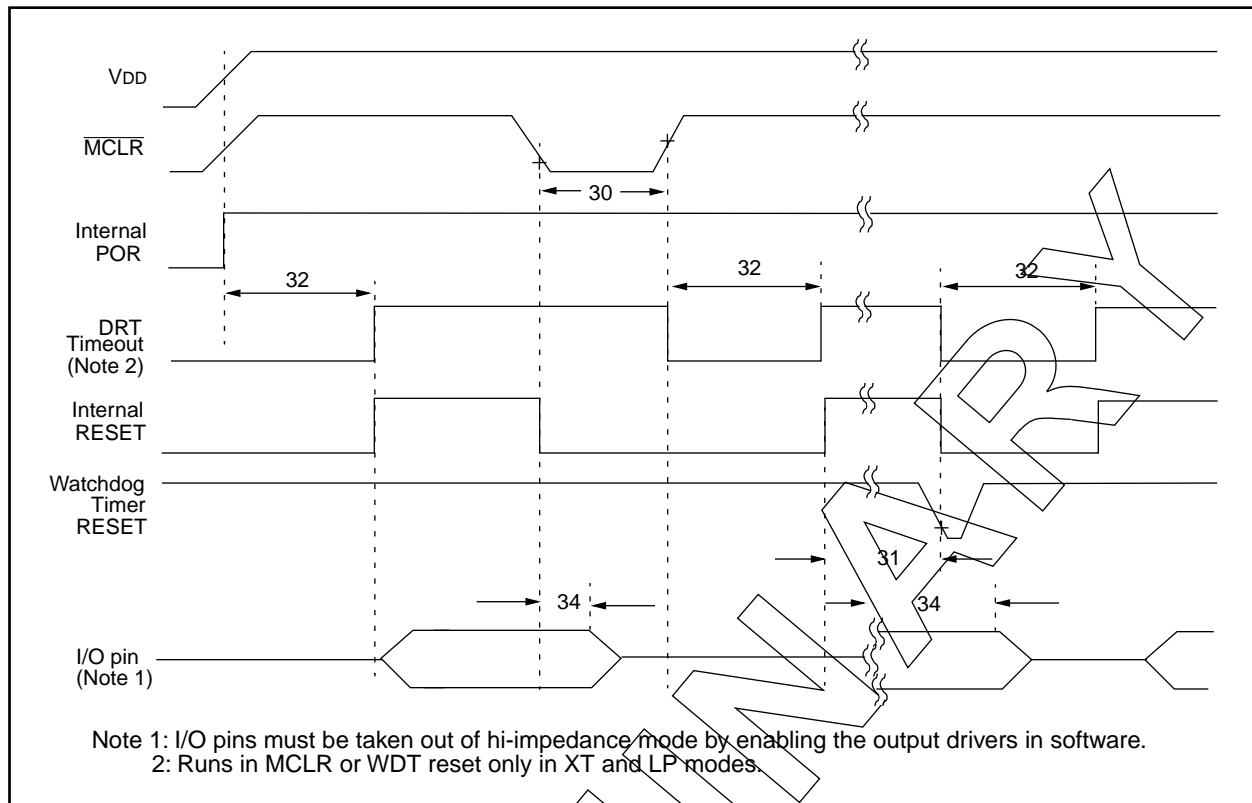 VDD
MCLR
30
Internal
POR
32
32
32
DRT
Timeout
(Note 2)
Internal
RESET
Watchdog
Timer
RESET
31
34
34
I/O pin
(Note 1)
Note 1: I/O pins must be taken out of hi-impedance mode by enabling the output drivers in software.
2: Runs in MCLR or WDT reset only in XT and LP modes.
INARY